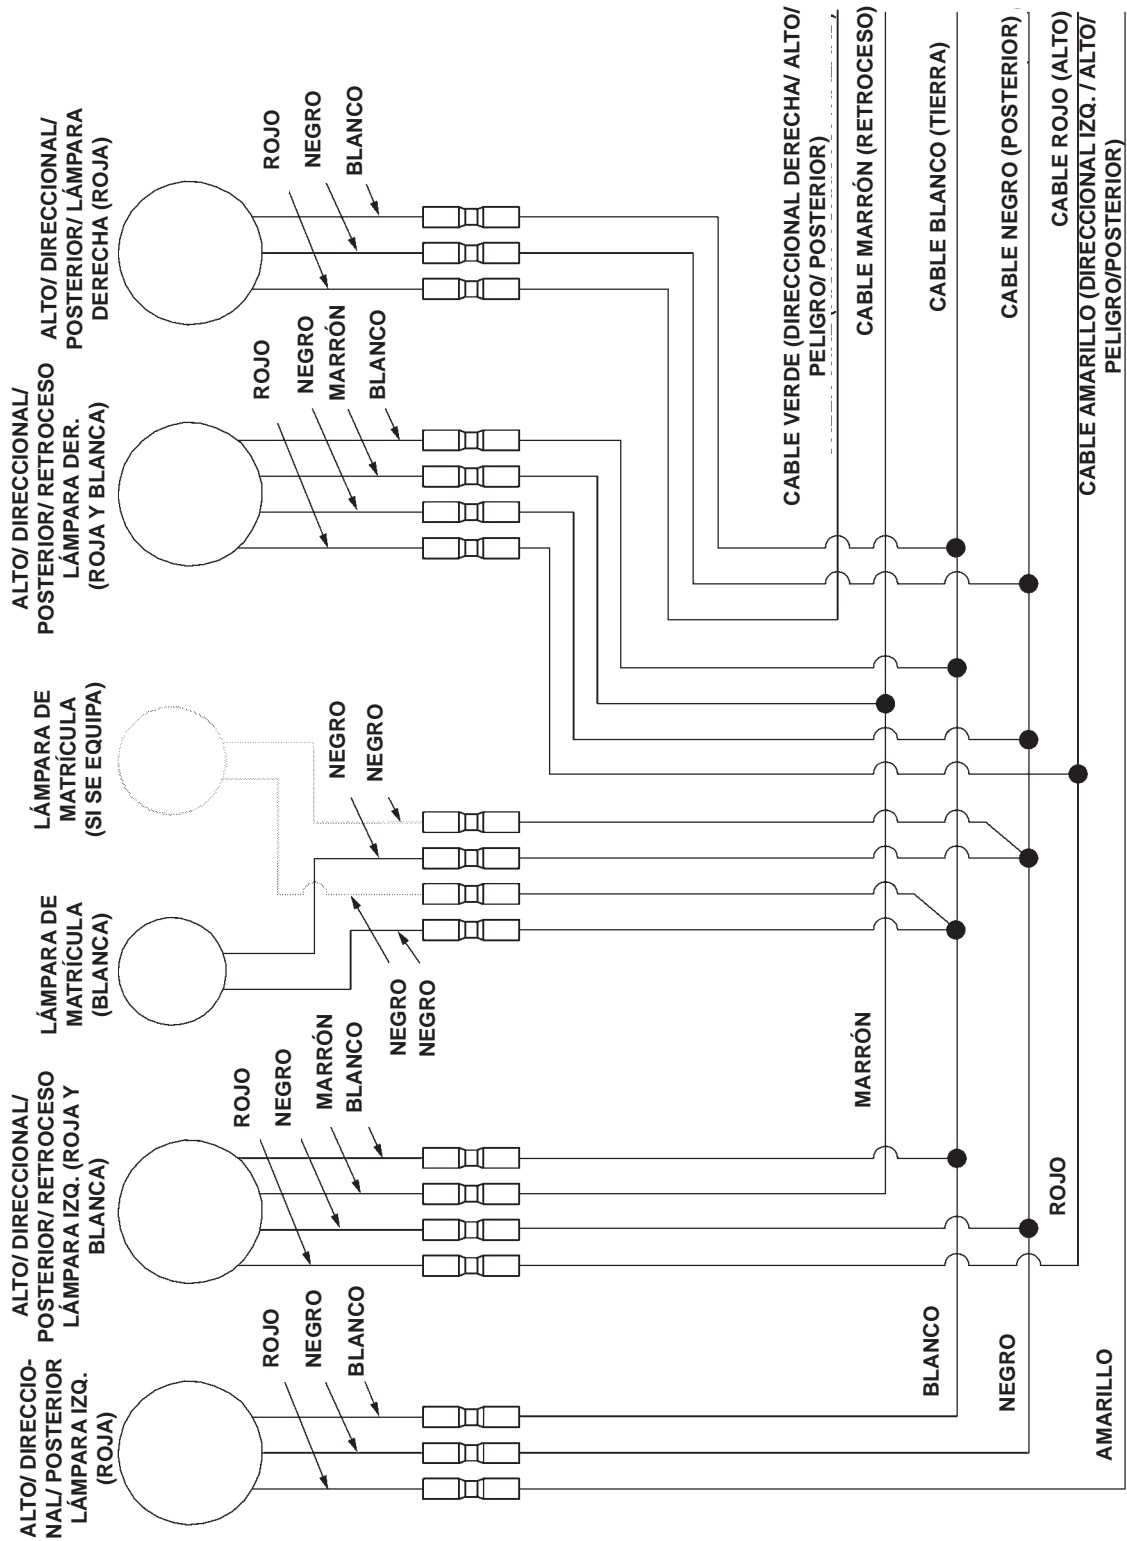 ALTO/ DIRECCIO-
NAL/ POSTERIOR
LÁMPARA IZQ.
(ROJA)
ROJO
NEGRO
BLANCO
ALTO/ DIRECCIONAL/
POSTERIOR/ RETROCESO
LÁMPARA IZQ. (ROJA Y
BLANCA)
ROJO
NEGRO
MARRÓN
BLANCO
LÁMPARA DE
MATRÍCULA
(BLANCA)
NEGRO
NEGRO
LÁMPARA DE
MATRÍCULA
(SI SE EQUIPA)
NEGRO
NEGRO
ALTO/ DIRECCIONAL/
POSTERIOR/ RETROCESO
LÁMPARA DER.
(ROJA Y BLANCA)
ROJO
NEGRO
MARRÓN
BLANCO
ALTO/ DIRECCIONAL/
POSTERIOR/ LÁMPARA
DERECHA (ROJA)
ROJO
NEGRO
BLANCO
CABLE VERDE (DIRECCIONAL DERECHA/ ALTO/
PELIGRO/ POSTERIOR)
MARRÓN
CABLE MARRÓN (RETROCESO)
BLANCO
CABLE BLANCO (TIERRA)
NEGRO
CABLE NEGRO (POSTERIOR)
ROJO
CABLE ROJO (ALTO)
AMARILLO
CABLE AMARILLO (DIRECCIONAL IZQ. / ALTO/
PELIGRO/POSTERIOR)